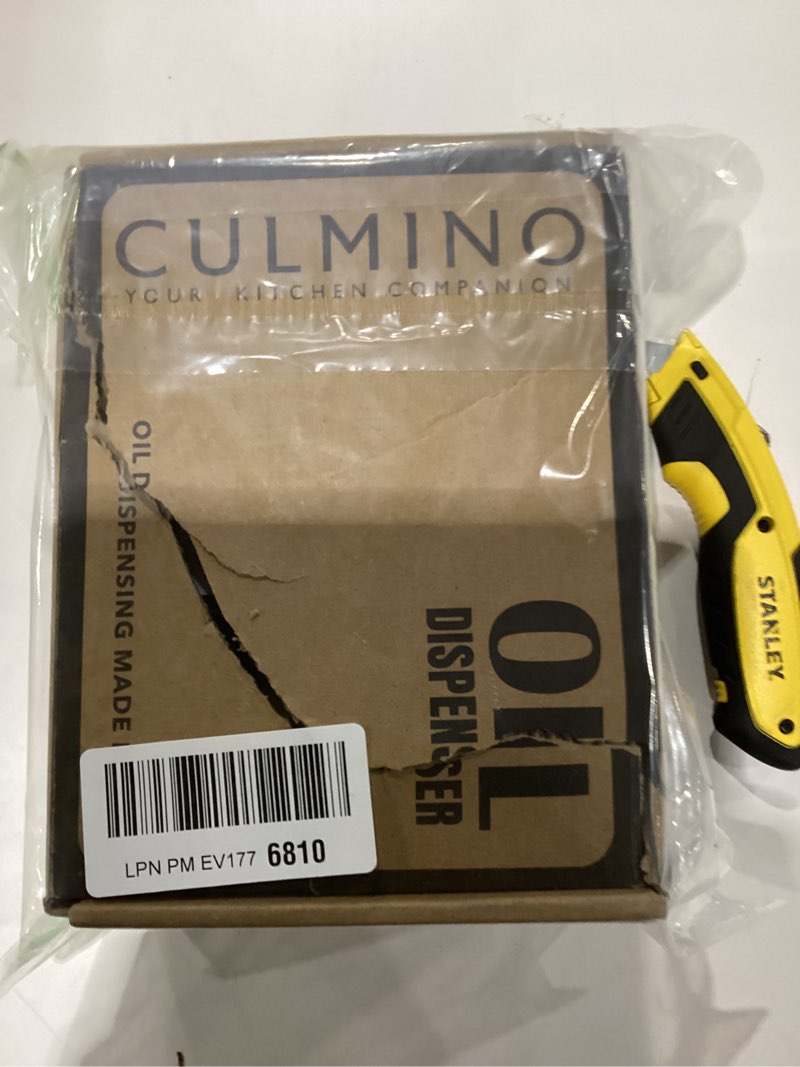 CULMINO
YOUR KITCHEN COMPANION
OIL DISPENSING MADE
OIL
DISPENSER
STANLEY
LPN PM EV177 6810